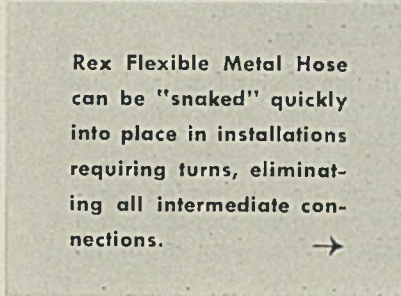 Rex Flexible Metal Hose
can be "snaked" quickly
into place in installations
requiring turns, eliminat-
ing all intermediate con-
nections. →